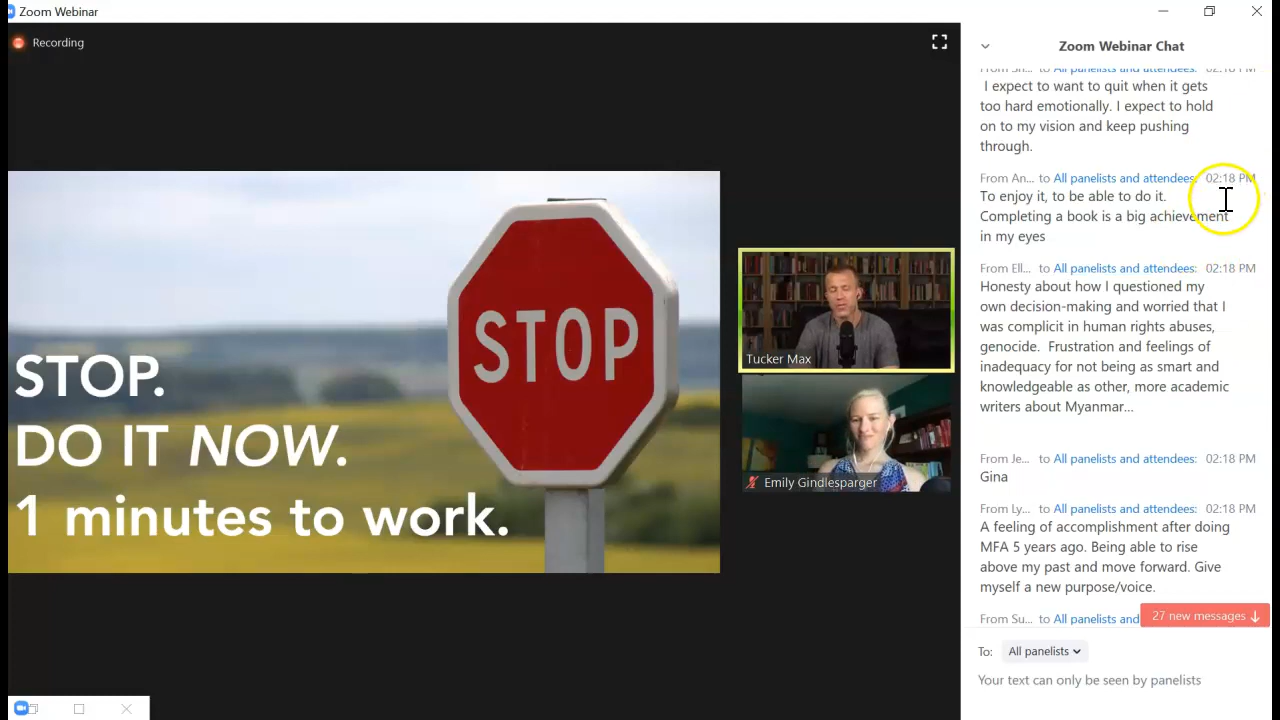 Zoom Webinar
Recording
STOP
STOP.
DO IT NOW.
1 minutes to work.
Tucker Max
Emily Gindlesparger
Zoom Webinar Chat
to All panelists and attendees: 02:18 PM
I expect to want to quit when it gets
too hard emotionally. I expect to hold
on to my vision and keep pushing
through.
From An... to All panelists and attendees: 02:18 PM
To enjoy it, to be able to do it.
Completing a book is a big achievement
in my eyes
From Ell... to All panelists and attendees: 02:18 PM
Honesty about how I questioned my
own decision-making and worried that I
was complicit in human rights abuses,
genocide. Frustration and feelings of
inadequacy for not being as smart and
knowledgeable as other, more academic
writers about Myanmar...
From Je... to All panelists and attendees: 02:18 PM
Gina
From Ly... to All panelists and attendees: 02:18 PM
A feeling of accomplishment after doing
MFA 5 years ago. Being able to rise
above my past and move forward. Give
myself a new purpose/voice.
From Su... to All panelists and
27 new messages
To: All panelists
Your text can only be seen by panelists